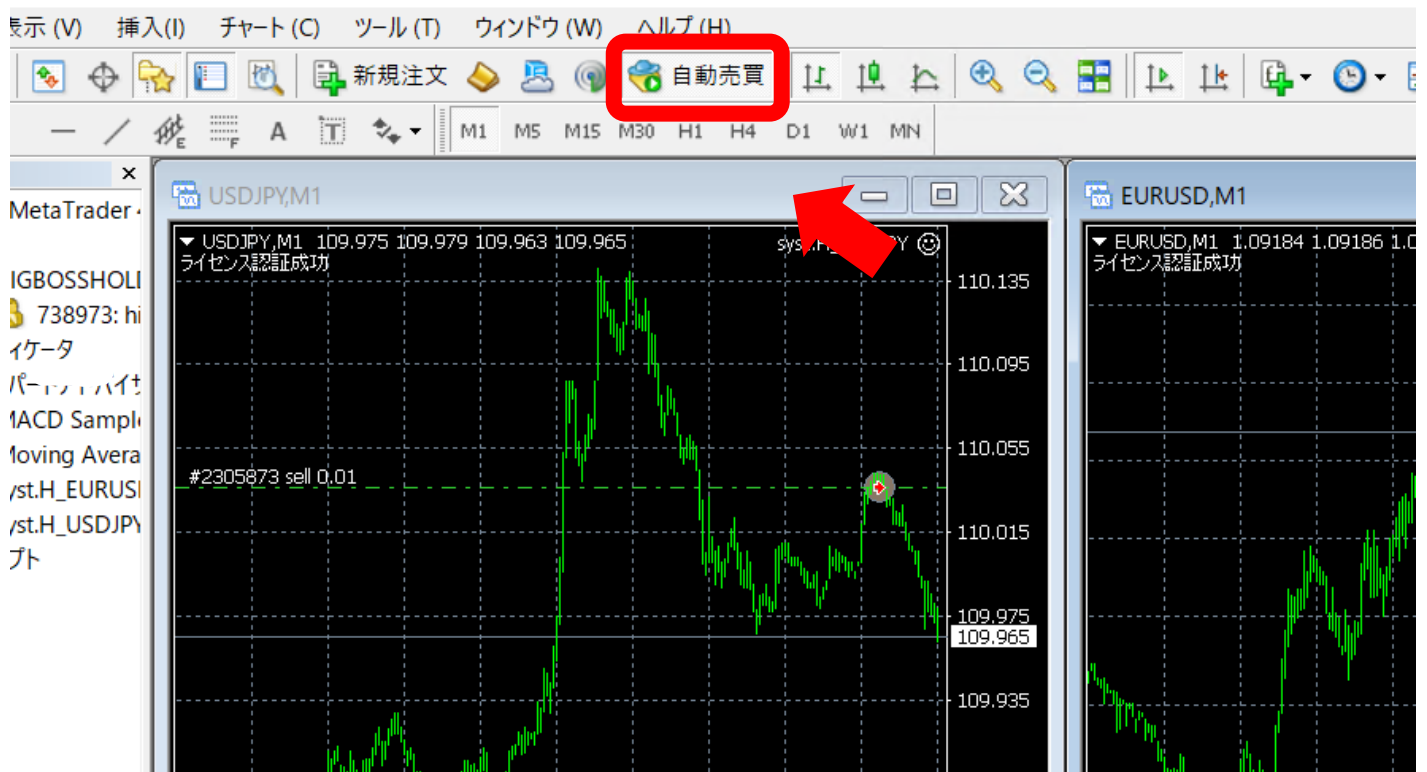 表示 (V) 挿入(I) チャート (C) ツール (T) ウィンドウ (W) ヘルプ (H)
新規注文 自動売買
E F A T M1 M5 M15 M30 H1 H4 D1 W1 MN
MetaTrader
IGBOSSHOL
738973: hi
ィケータ
MACD Sample
Moving Avera
yst.H_EURUS
yst.H_USDJPY
プト
USDJPY,M1
USDJPY,M1 109.975 109.979 109.963 109.965
ライセンス認証成功
#2305873 sell 0.01
110.135
110.095
110.055
110.015
109.975
109.965
109.935
EURUSD,M1
EURUSD,M1 1.09184 1.09186 1.0
ライセンス認証成功